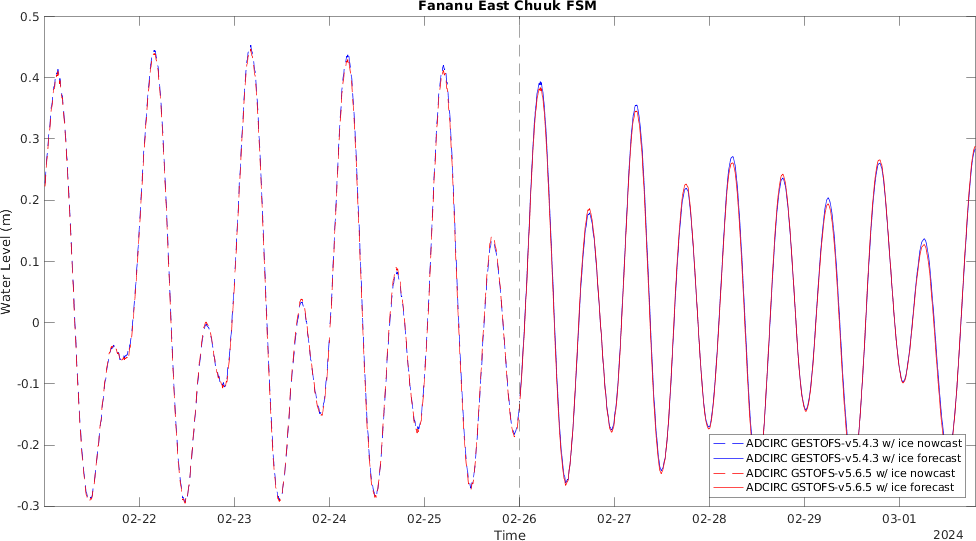 Fananu East Chuuk FSM
0.5
0.4
0.3
0.2
0.1
0
-0.1
-0.2
-0.3
Water Level (m)
ADCIRC GESTOFS-v5.4.3 w/ ice nowcast
ADCIRC GESTOFS-v5.4.3 w/ ice forecast
ADCIRC GSTOFS-v5.6.5 w/ ice nowcast
ADCIRC GSTOFS-v5.6.5 w/ ice forecast
02-22 02-23 02-24 02-25 02-26 02-27 02-28 02-29 03-01
Time
2024